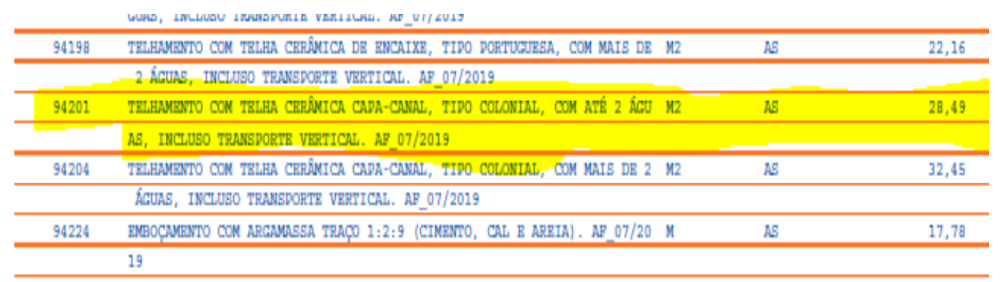 GUAS, INCLUSO TRANSPORTE VERTICAL. AF_07/2019
94198 TELHAMENTO COM TELHA CERÂMICA DE ENCAIXE, TIPO PORTUGUESA, COM MAIS DE M2 AS 22,16
2 ÁGUAS, INCLUSO TRANSPORTE VERTICAL. AF_07/2019
94201 TELHAMENTO COM TELHA CERÂMICA CAPA-CANAL, TIPO COLONIAL, COM ATÉ 2 ÁGU M2 AS 28,49
AS, INCLUSO TRANSPORTE VERTICAL. AF_07/2019
94204 TELHAMENTO COM TELHA CERÂMICA CAPA-CANAL, TIPO COLONIAL, COM MAIS DE 2 M2 AS 32,45
ÁGUAS, INCLUSO TRANSPORTE VERTICAL. AF_07/2019
94224 EMBOÇAMENTO COM ARGAMASSA TRAÇO 1:2:9 (CIMENTO, CAL E AREIA). AF_07/20 M AS 17,78
19